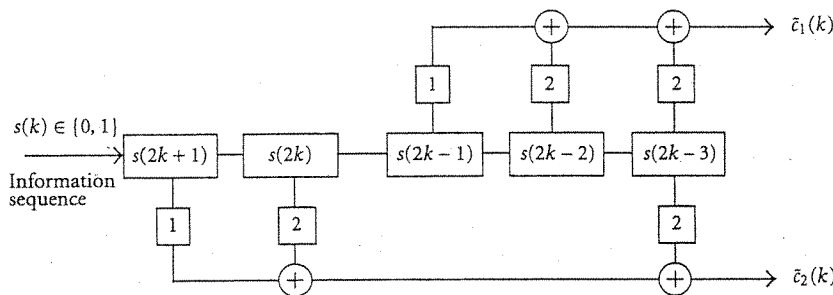 c̃₁(k)
+
+
1
2
2
s(k) ∈ {0, 1}
s(2k + 1)
s(2k)
s(2k − 1)
s(2k − 2)
s(2k − 3)
Information
sequence
1
2
2
+
+
c̃₂(k)